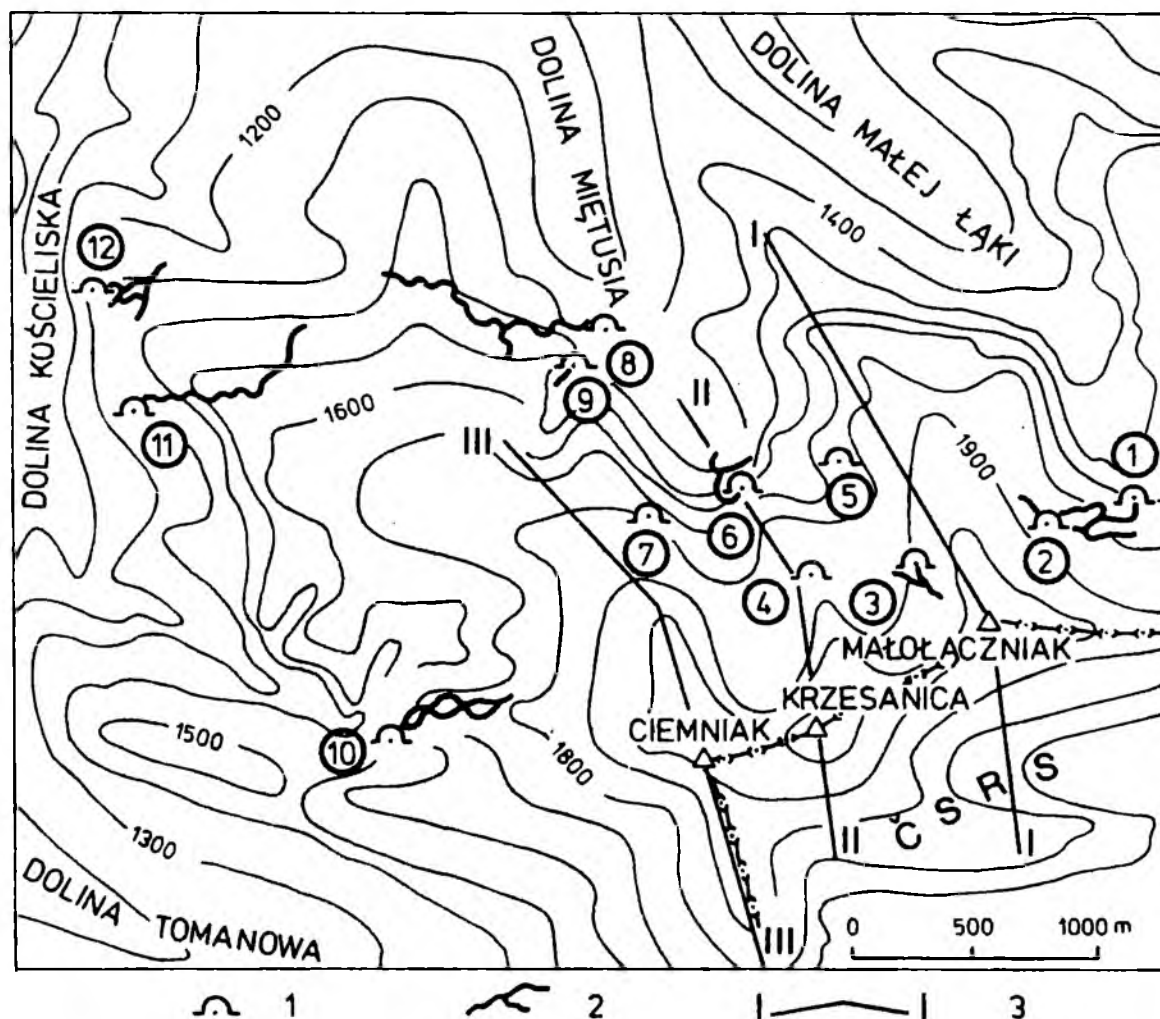 DOLINA MIĘTUSIA
DOLINA MAŁEJ ŁĄKI
DOLINA KOŚCIELISKA
1200
1400
I
12
8
9
II
1600
III
11
1
1900
5
6
2
7
4
3
MAŁOŁĄCZNIAK
KRZESANICA
CIEMNIAK
10
1500
1800
ČSRS
1300
II
I
DOLINA TOMANOWA
III
0 500 1000 m
1 2 I I 3